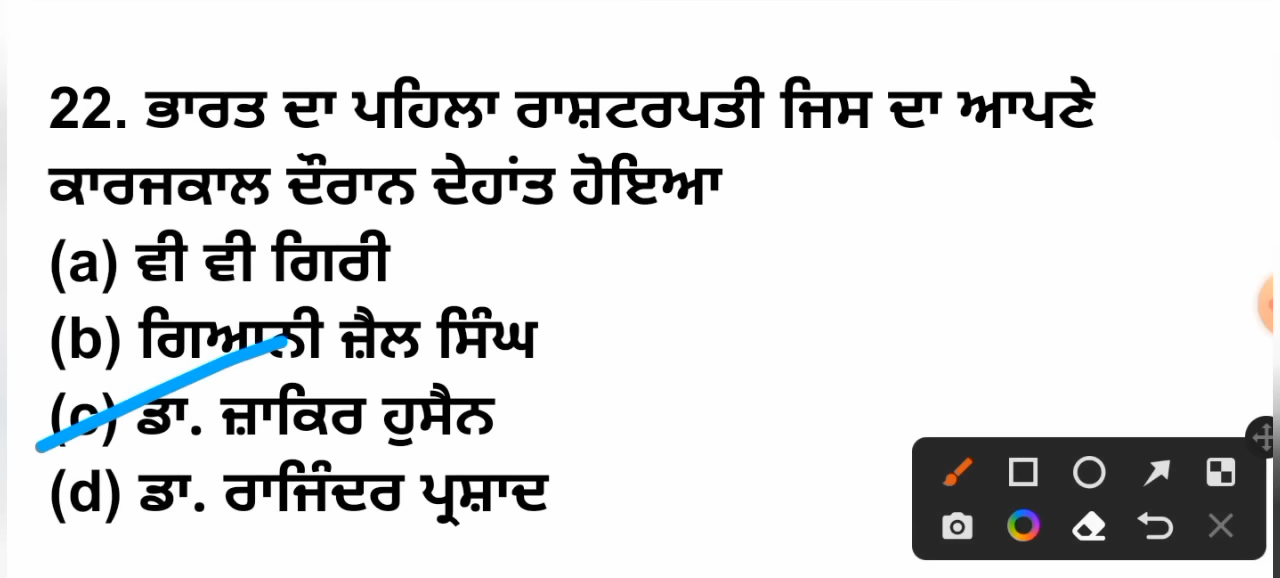 22. ਭਾਰਤ ਦਾ ਪਹਿਲਾ ਰਾਸ਼ਟਰਪਤੀ ਜਿਸ ਦਾ ਆਪਣੇ
ਕਾਰਜਕਾਲ ਦੌਰਾਨ ਦੇਹਾਂਤ ਹੋਇਆ
(a) ਵੀ ਵੀ ਗਿਰੀ
(b) ਗਿਆਨੀ ਜ਼ੈਲ ਸਿੰਘ
(c) ਡਾ. ਜ਼ਾਕਿਰ ਹੁਸੈਨ
(d) ਡਾ. ਰਾਜਿੰਦਰ ਪ੍ਰਸ਼ਾਦ